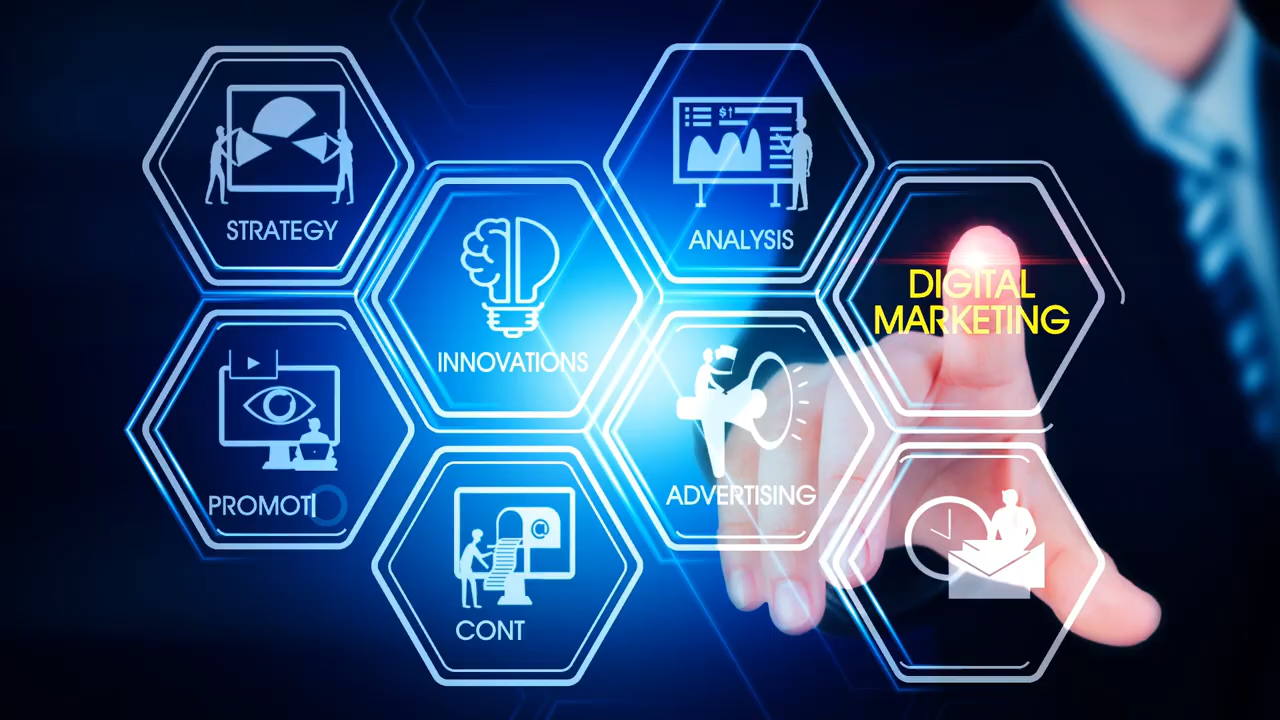 STRATEGY
ANALYSIS
$
DIGITAL
MARKETING
INNOVATIONS
ADVERTISING
PROMOTI
@
CONT